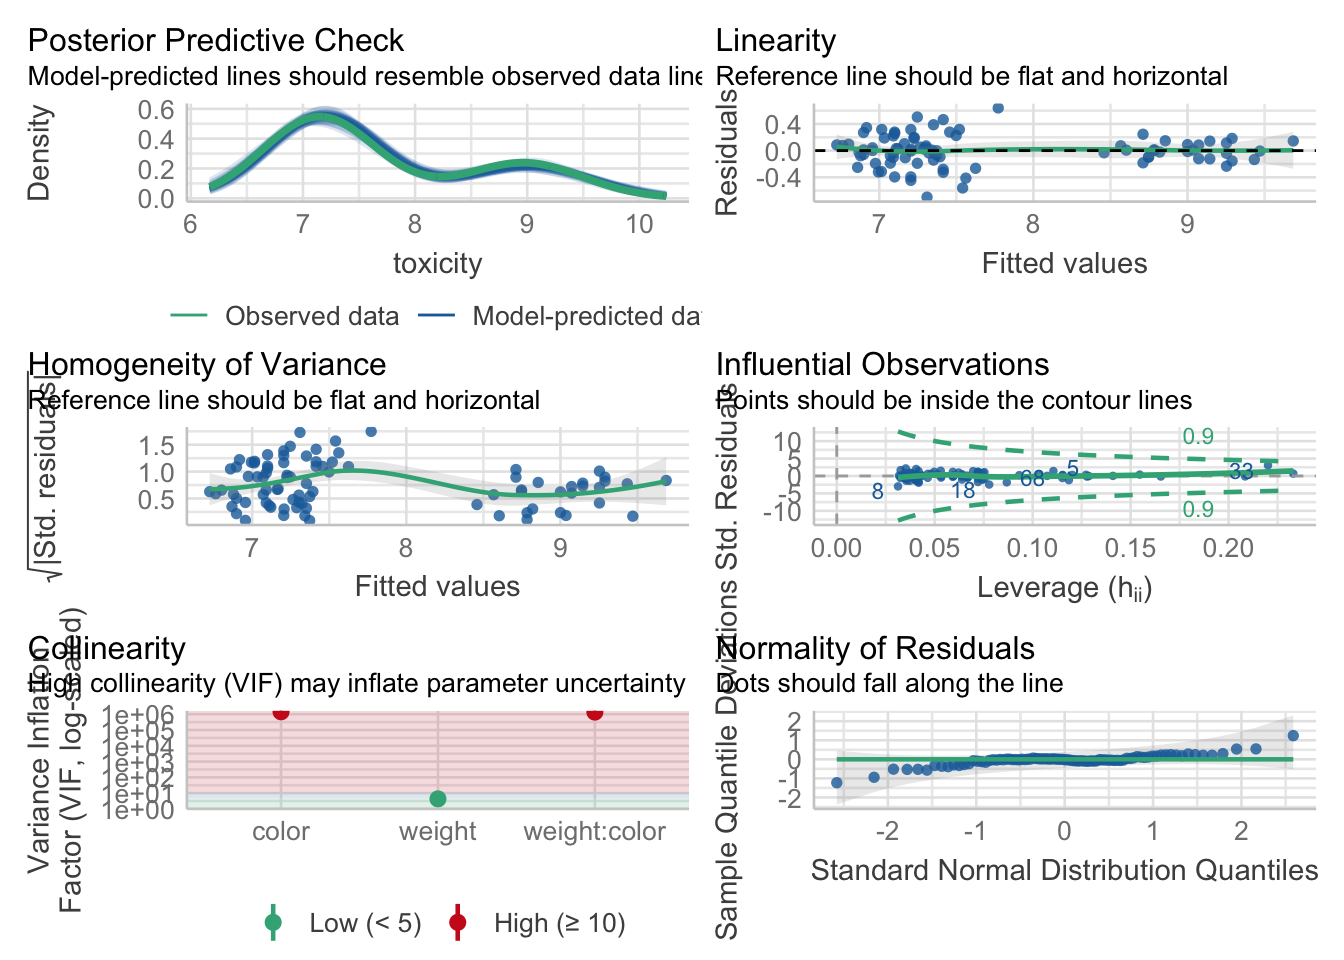 Posterior Predictive Check
Model-predicted lines should resemble observed data line
Density
0.6
0.4
0.2
0.0
6 7 8 9 10
toxicity
Observed data Model-predicted da
Linearity
Reference line should be flat and horizontal
Residuals
0.4
0.0
-0.4
7 8 9
Fitted values
Homogeneity of Variance
Reference line should be flat and horizontal
√|Std. residuals|
1.5
1.0
0.5
7 8 9
Fitted values
Influential Observations
Points should be inside the contour lines
Std. Residuals
10
5
0
-5
-10
0.9
5
33
68
18
8
0.9
0.00 0.05 0.10 0.15 0.20
Leverage (hii)
Collinearity
High collinearity (VIF) may inflate parameter uncertainty
Variance Inflation
Factor (VIF, log-scaled)
1e+06
1e+05
1e+04
1e+03
1e+02
1e+01
1e+00
color weight weight:color
Low (< 5) High (≥ 10)
Normality of Residuals
Dots should fall along the line
Sample Quantile Deviations
2
1
0
-1
-2
-2 -1 0 1 2
Standard Normal Distribution Quantiles